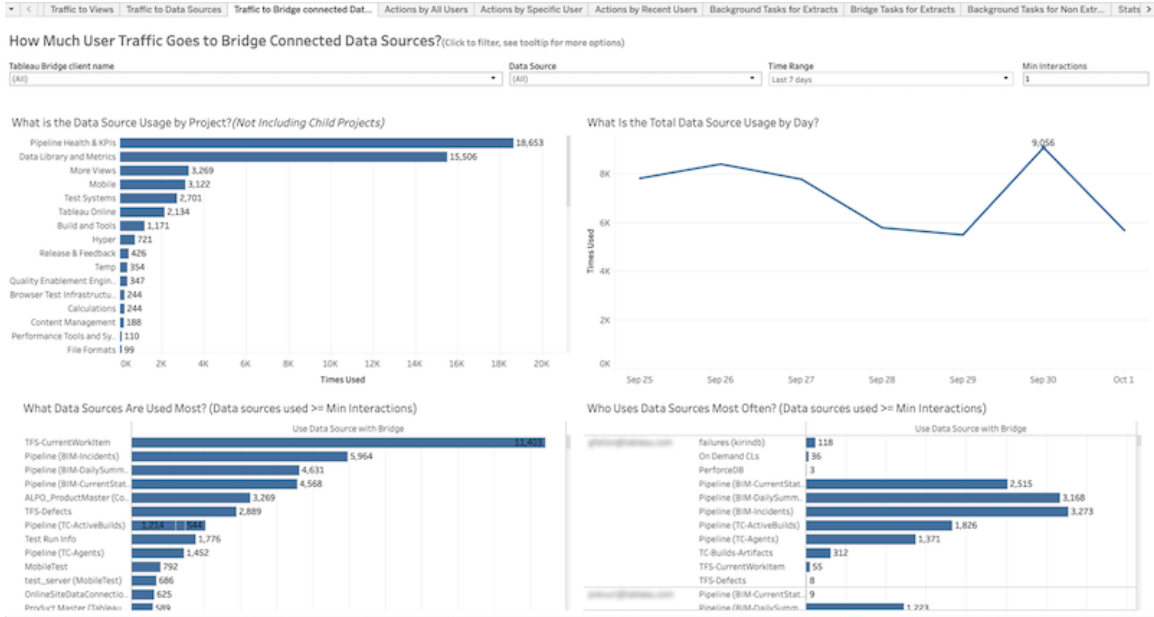 Traffic to Views
Traffic to Data Sources
Traffic to Bridge connected Dat...
Actions by All Users
Actions by Specific User
Actions by Recent Users
Background Tasks for Extracts
Bridge Tasks for Extracts
Background Tasks for Non Extr...
Stats
How Much User Traffic Goes to Bridge Connected Data Sources?(Click to filter, see tooltip for more options)
Tableau Bridge client name
(All)
Data Source
(All)
Time Range
Last 7 days
Min Interactions
1
What is the Data Source Usage by Project?(Not Including Child Projects)
Pipeline Health & KPIs 18,653
Data Library and Metrics 15,506
More Views 3,269
Mobile 3,122
Test Systems 2,701
Tableau Online 2,134
Build and Tools 1,171
Hyper 721
Release & Feedback 426
Temp 354
Quality Enablement Engin.. 347
Browser Test Infrastructu.. 244
Calculations 244
Content Management 188
Performance Tools and Sy.. 110
File Formats 99
0K 2K 4K 6K 8K 10K 12K 14K 16K 18K 20K
Times Used
What Is the Total Data Source Usage by Day?
9,056
8K
6K
4K
2K
0K
Times Used
Sep 25 Sep 26 Sep 27 Sep 28 Sep 29 Sep 30 Oct 1
What Data Sources Are Used Most? (Data sources used >= Min Interactions)
Use Data Source with Bridge
TFS-CurrentWorkItem 11,403
Pipeline (BIM-Incidents) 5,964
Pipeline (BIM-DailySumm.. 4,631
Pipeline (BIM-CurrentStat.. 4,568
ALPO_ProductMaster (Co.. 3,269
TFS-Defects 2,889
Pipeline (TC-ActiveBuilds) 1,214 544
Test Run Info 1,776
Pipeline (TC-Agents) 1,452
MobileTest 792
test_server (MobileTest) 686
OnlineSiteDataConnectio.. 625
Product Master (Tableau.. 589
Who Uses Data Sources Most Often? (Data sources used >= Min Interactions)
Use Data Source with Bridge
failures (kirindb) 118
On Demand CLs 36
PerforceDB 3
Pipeline (BIM-CurrentStat.. 2,515
Pipeline (BIM-DailySumm.. 3,168
Pipeline (BIM-Incidents) 3,273
Pipeline (TC-ActiveBuilds) 1,826
Pipeline (TC-Agents) 1,371
TC-Builds-Artifacts 312
TFS-CurrentWorkItem 55
TFS-Defects 8
Pipeline (BIM-CurrentStat.. 9
Pipeline (BIM-DailySumm.. 1,223